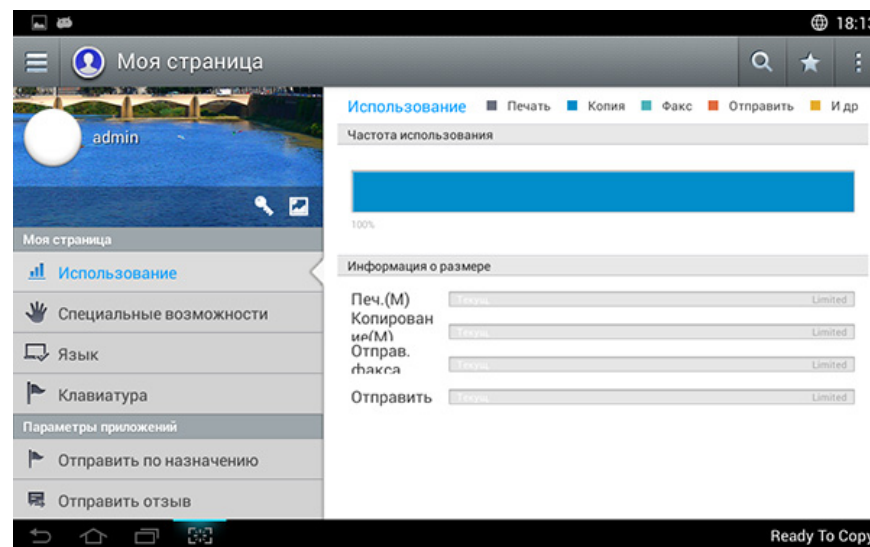 18:13
Моя страница
admin
Моя страница
Использование
Специальные возможности
Язык
Клавиатура
Параметры приложений
Отправить по назначению
Отправить отзыв
Использование Печать Копия Факс Отправить И др
Частота использования
100%
Информация о размере
Печ.(М) Текущ. Limited
Копирован
ие(М) Текущ. Limited
Отправ.
факса Текущ. Limited
Отправить Текущ. Limited
Ready To Copy